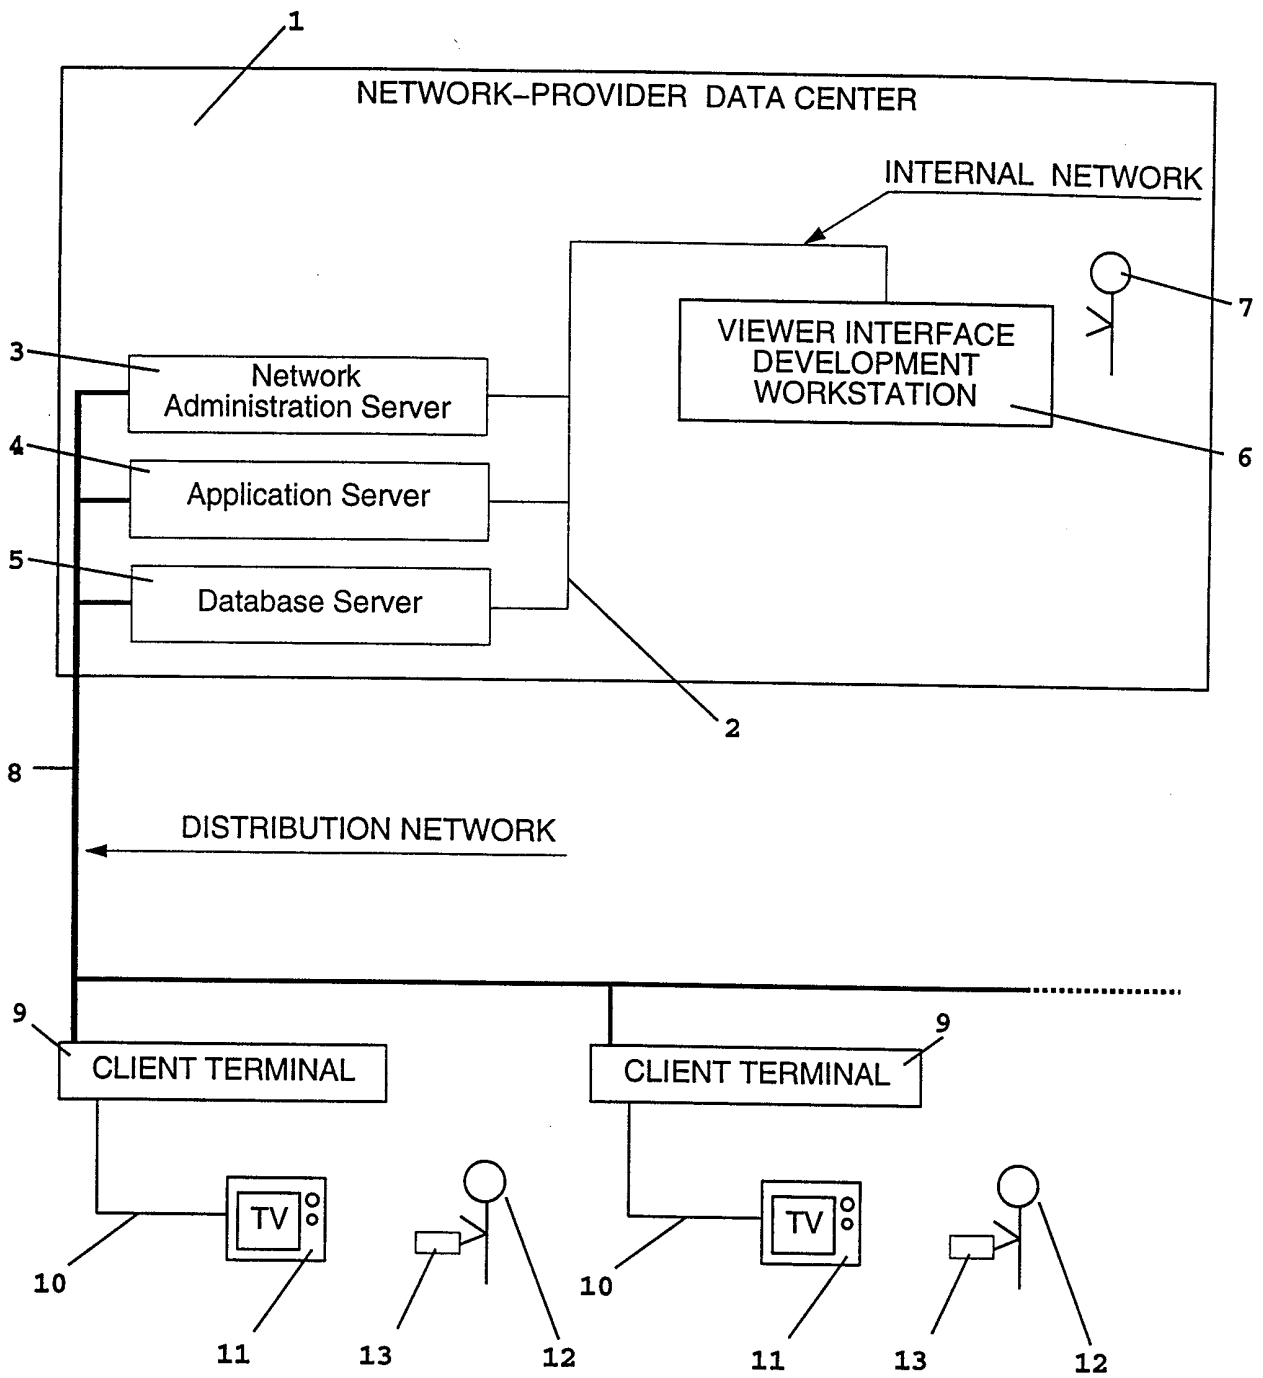 1
NETWORK-PROVIDER DATA CENTER
INTERNAL NETWORK
7
VIEWER INTERFACE
DEVELOPMENT
WORKSTATION
6
3
Network
Administration Server
4
Application Server
5
Database Server
2
8
DISTRIBUTION NETWORK
9
CLIENT TERMINAL
9
CLIENT TERMINAL
TV
TV
10
11
13
12
10
11
13
12